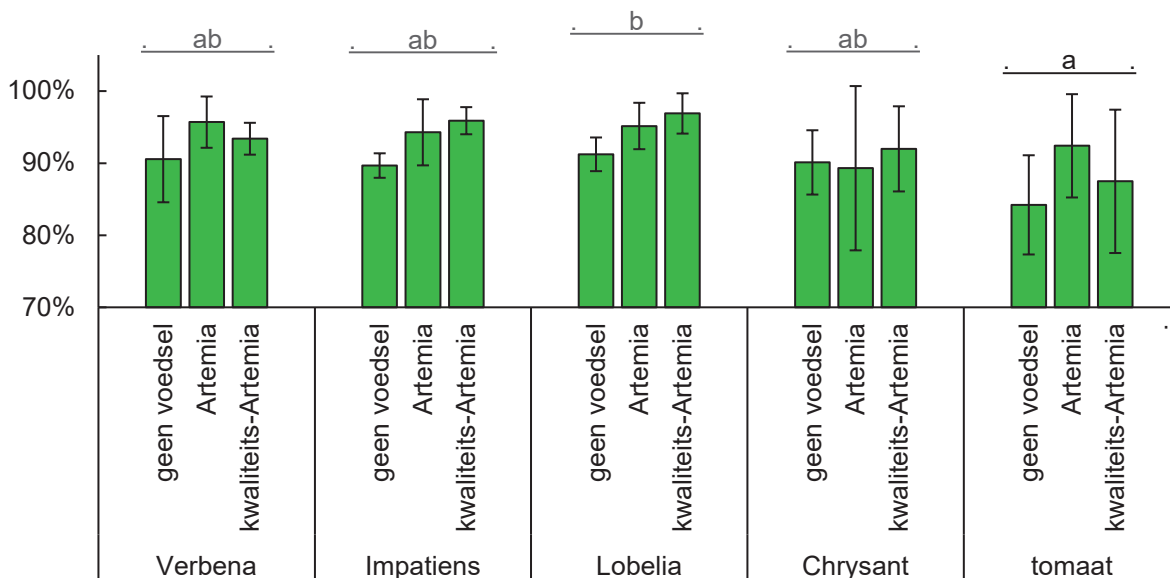 ab ab b ab a
100%
90%
80%
70%
geen voedsel Artemia kwaliteits-Artemia geen voedsel Artemia kwaliteits-Artemia geen voedsel Artemia kwaliteits-Artemia geen voedsel Artemia kwaliteits-Artemia geen voedsel Artemia kwaliteits-Artemia
Verbena Impatiens Lobelia Chrysant tomaat